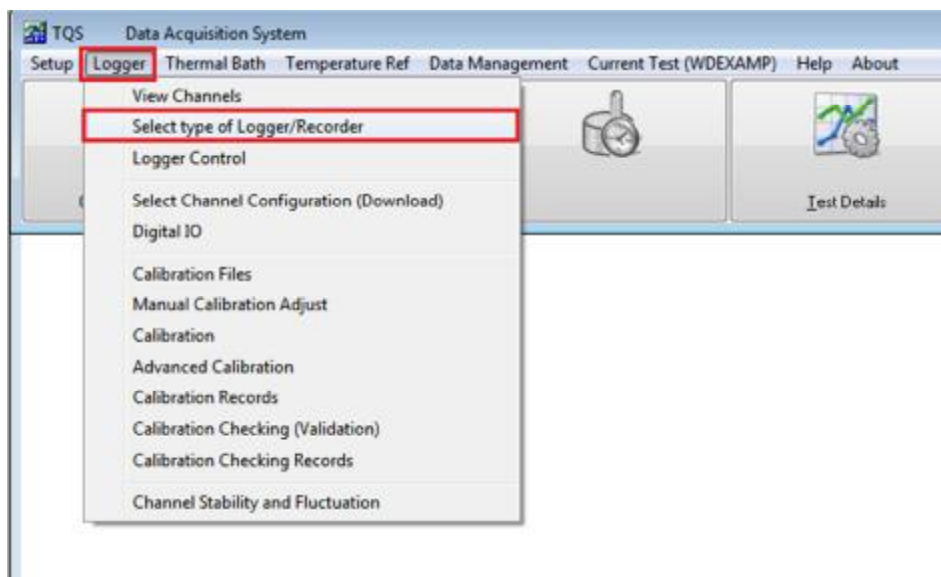 TQS Data Acquisition System
Setup Logger Thermal Bath Temperature Ref Data Management Current Test (WDEXAMP) Help About
View Channels
Select type of Logger/Recorder
Logger Control
Select Channel Configuration (Download)
Digital IO
Test Details
Calibration Files
Manual Calibration Adjust
Calibration
Advanced Calibration
Calibration Records
Calibration Checking (Validation)
Calibration Checking Records
Channel Stability and Fluctuation